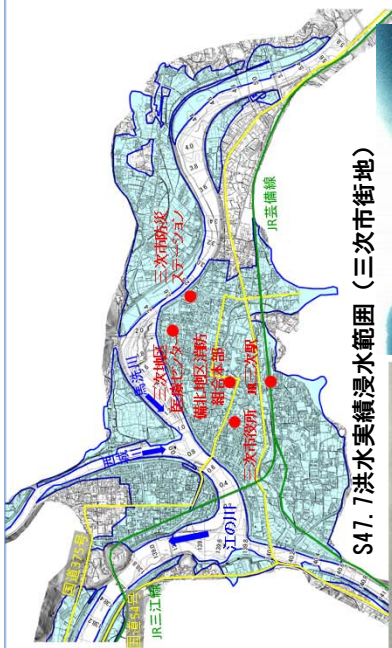 国道375号
国道54号
JR三江線
西城川
馬洗川
江の川
三次地区
医療センター
三次市防災
ステーション
備北地区消防
組合本部
三次市役所
JR三次駅
JR芸備線
S47.7洪水実績浸水範囲（三次市街地）